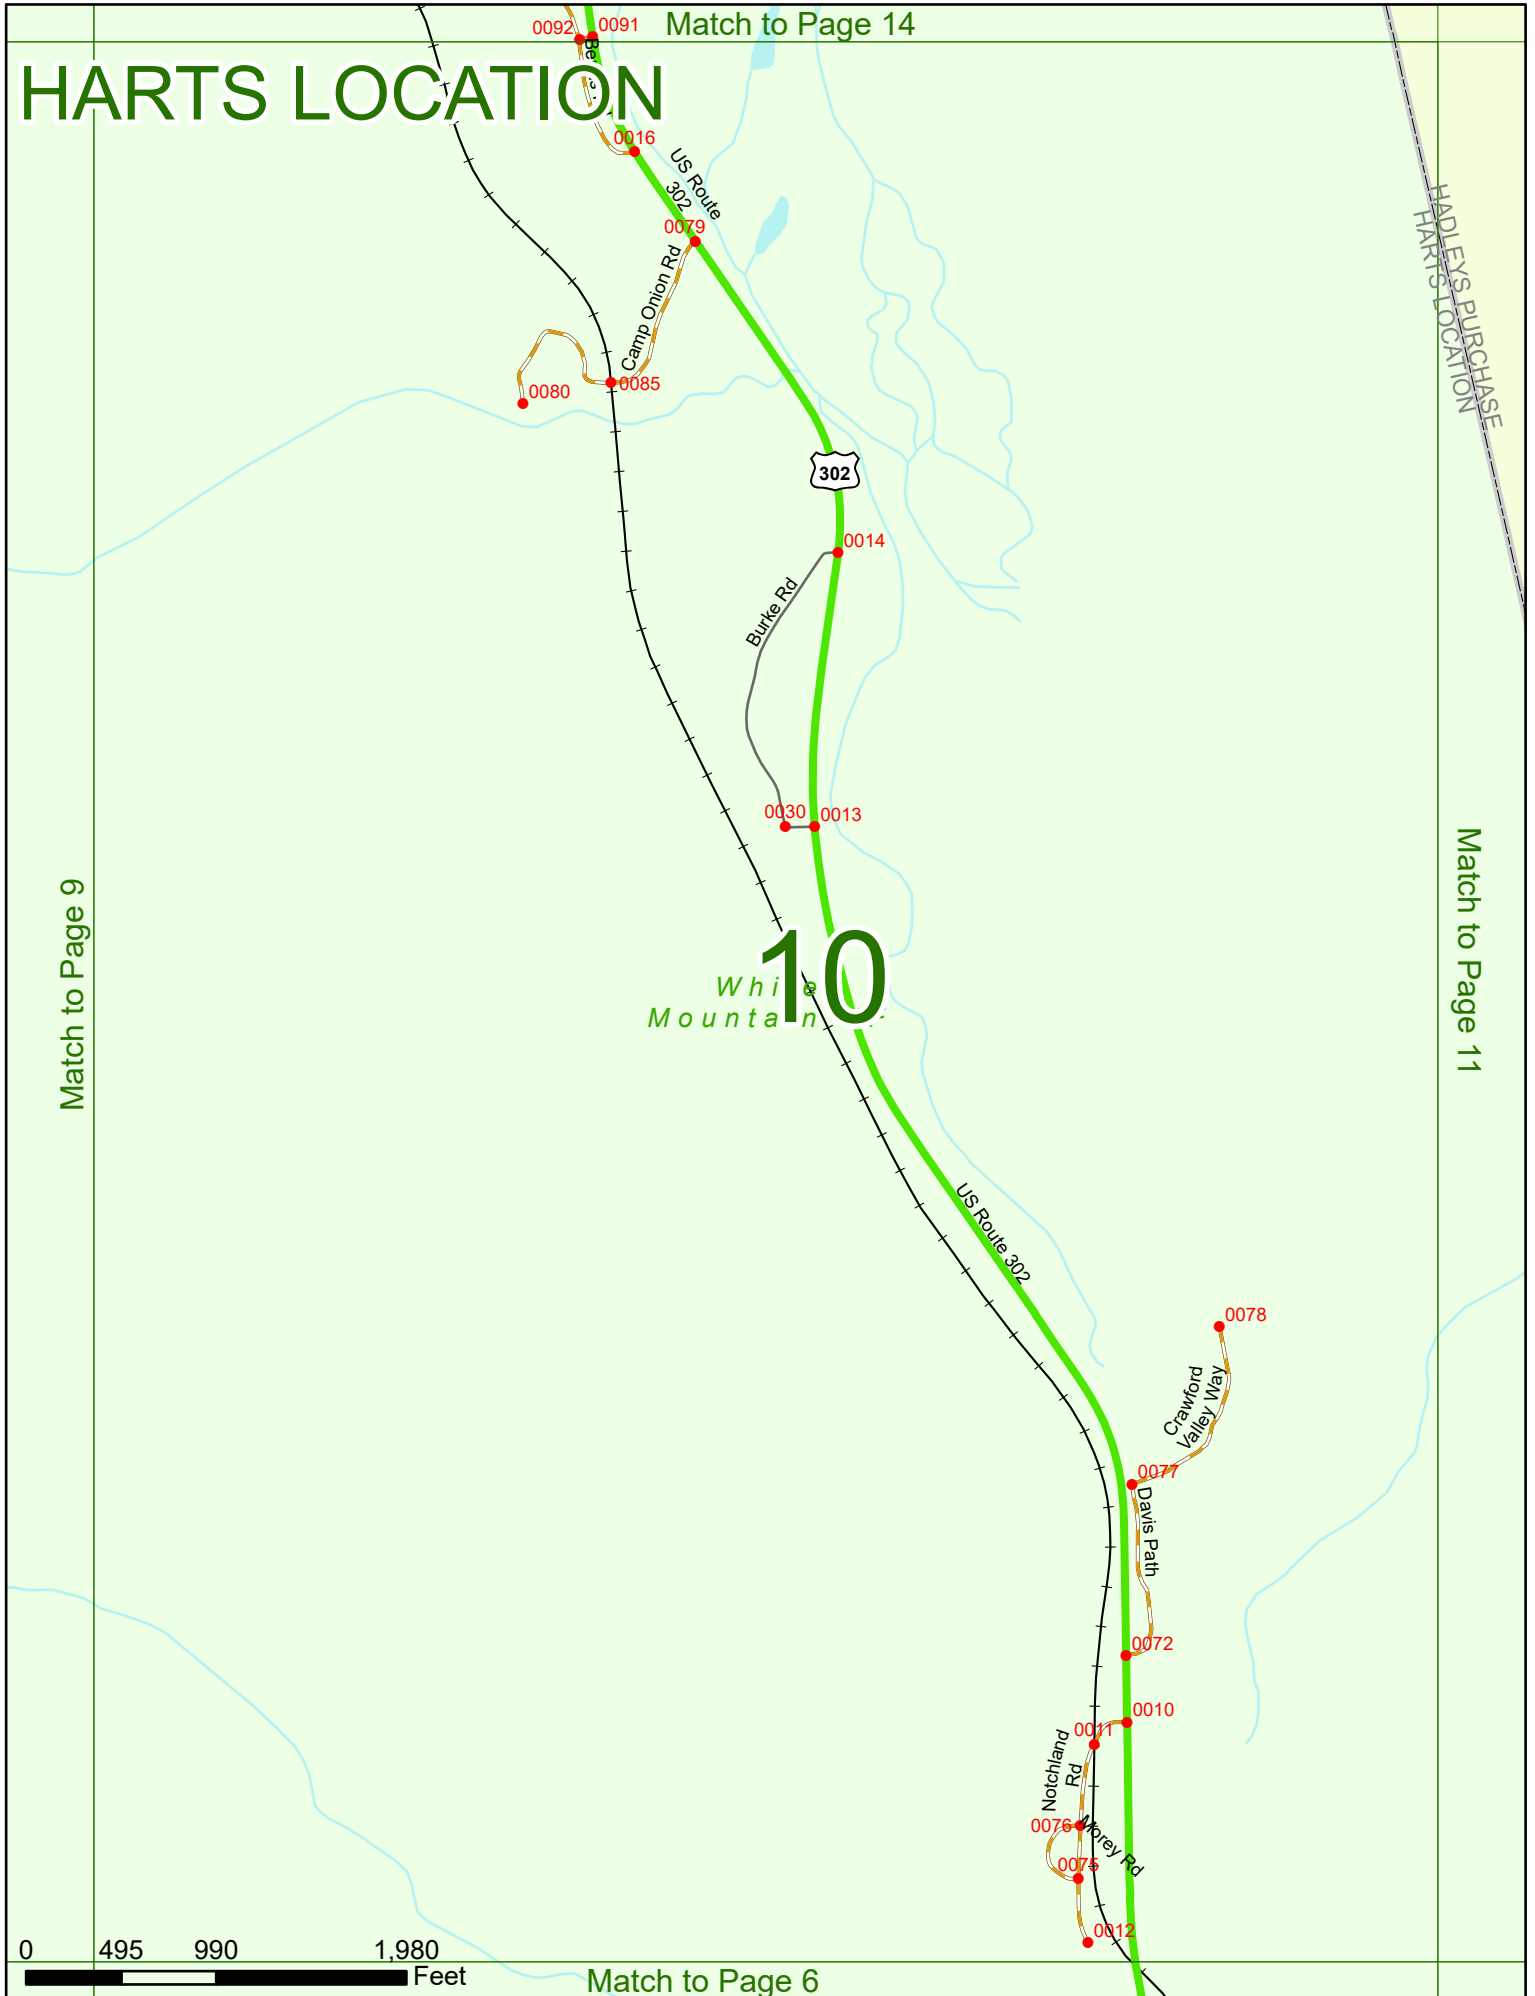 Match to Page 14
0092
0091
HARTS LOCATION
0016
US Route
302
0079
Camp Onion Rd
HADLEYS PURCHASE
HARTS LOCATION
0080
0085
302
0014
Burke Rd
0030
0013
Match to Page 9
Match to Page 11
10
Mountain
US Route 302
0078
Crawford
Valley Way
0077
Davis Path
0072
0010
0011
Notchland
Rd
0076
Morey Rd
0075
0012
0 495 990 1,980
Feet
Match to Page 6